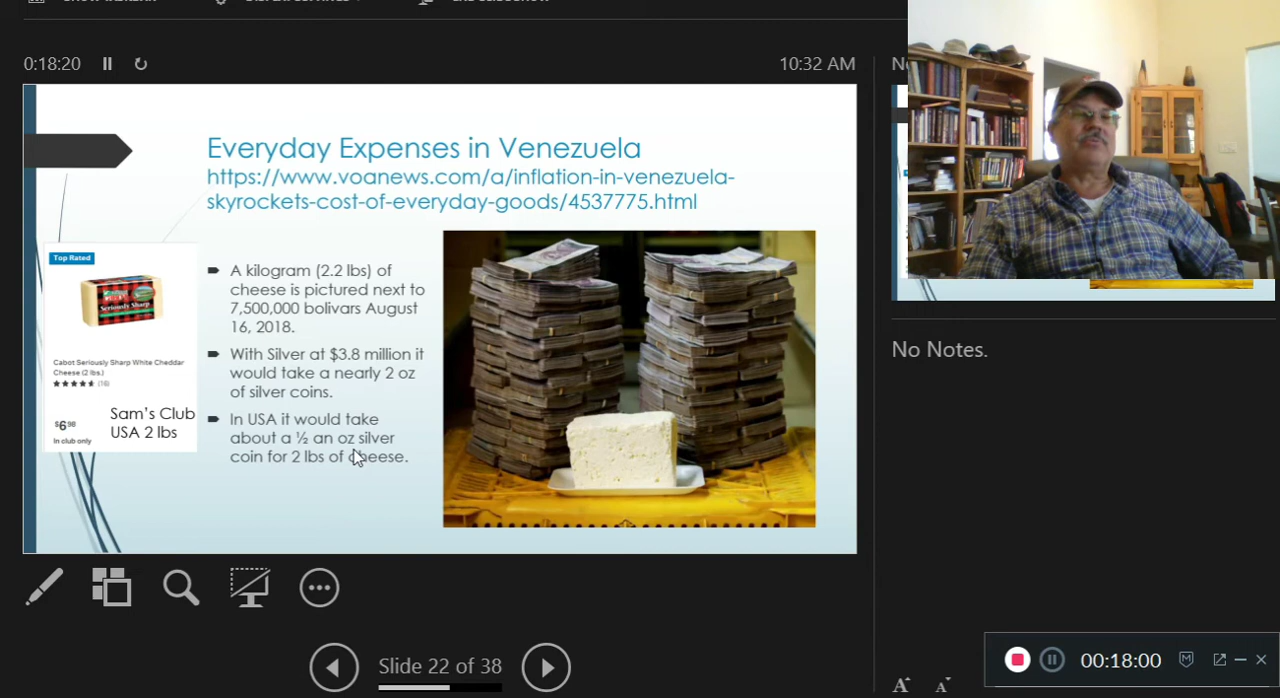 0:18:20
10:32 AM
Everyday Expenses in Venezuela
https://www.voanews.com/a/inflation-in-venezuela-
skyrockets-cost-of-everyday-goods/4537775.html
Top Rated
Seriously Sharp
Cabot Seriously Sharp White Cheddar
Cheese (2 lbs.)
(16)
$6.98
In club only
Sam's Club
USA 2 lbs
A kilogram (2.2 lbs) of
cheese is pictured next to
7,500,000 bolivars August
16, 2018.
With Silver at $3.8 million it
would take a nearly 2 oz
of silver coins.
In USA it would take
about a ½ an oz silver
coin for 2 lbs of cheese.
No Notes.
Slide 22 of 38
00:18:00
A A